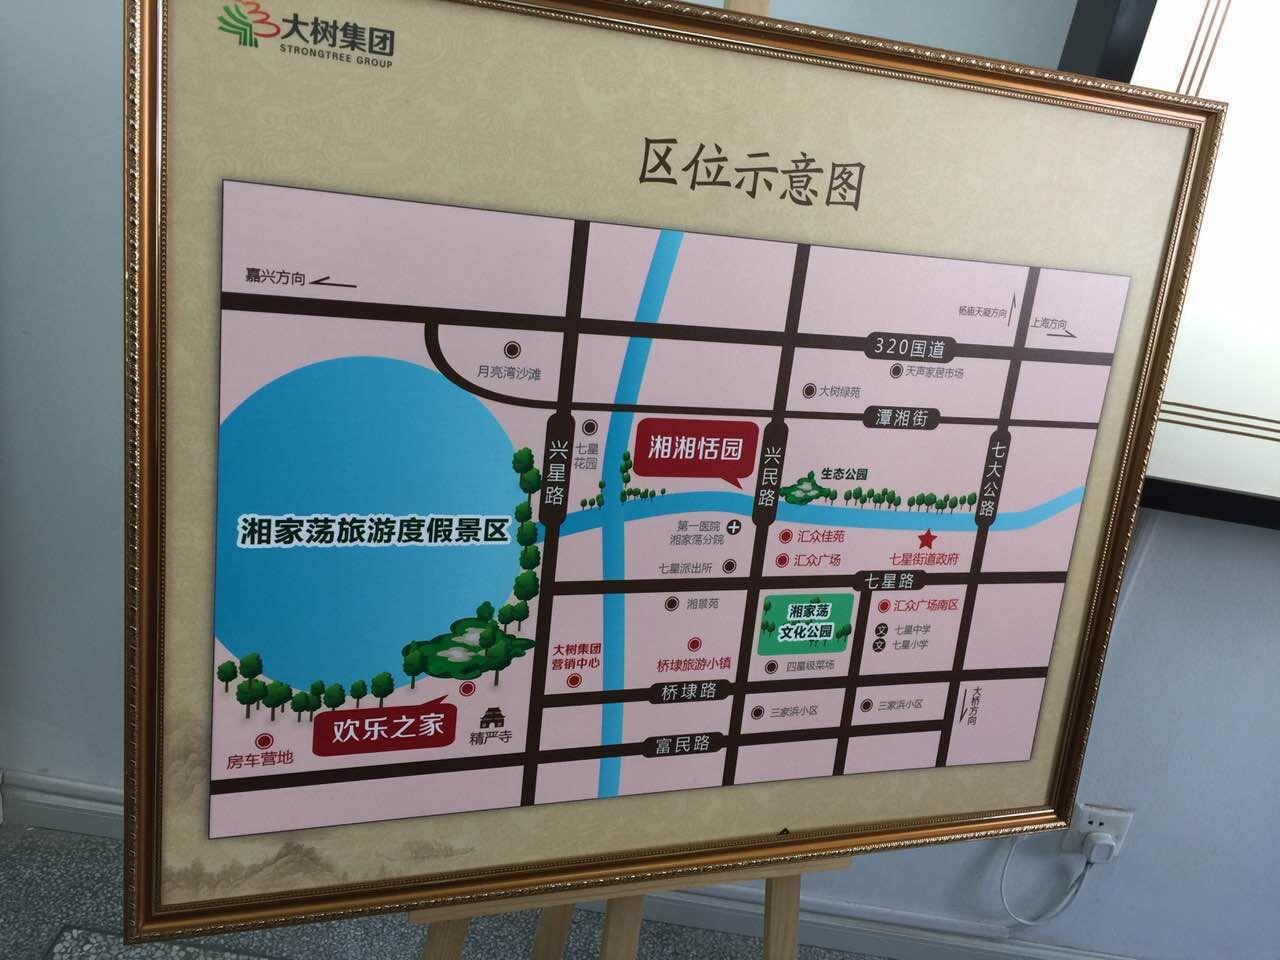 大树集团
STRONGTREE GROUP
区位示意图
嘉兴方向
杨庙天凝方向
上海方向
320国道
月亮湾沙滩
天声家居市场
大树绿苑
潭湘街
兴星路
七星
花园
湘湘恬园
兴民路
生态公园
七大公路
湘家荡旅游度假景区
第一医院
湘家荡分院
汇众佳苑
七星街道政府
七星派出所
汇众广场
七星路
湘景苑
湘家荡
文化公园
汇众广场南区
七星中学
七星小学
文
文
大树集团
营销中心
桥埭旅游小镇
四星级菜场
桥埭路
三家浜小区
三家浜小区
大桥方向
欢乐之家
精严寺
富民路
房车营地